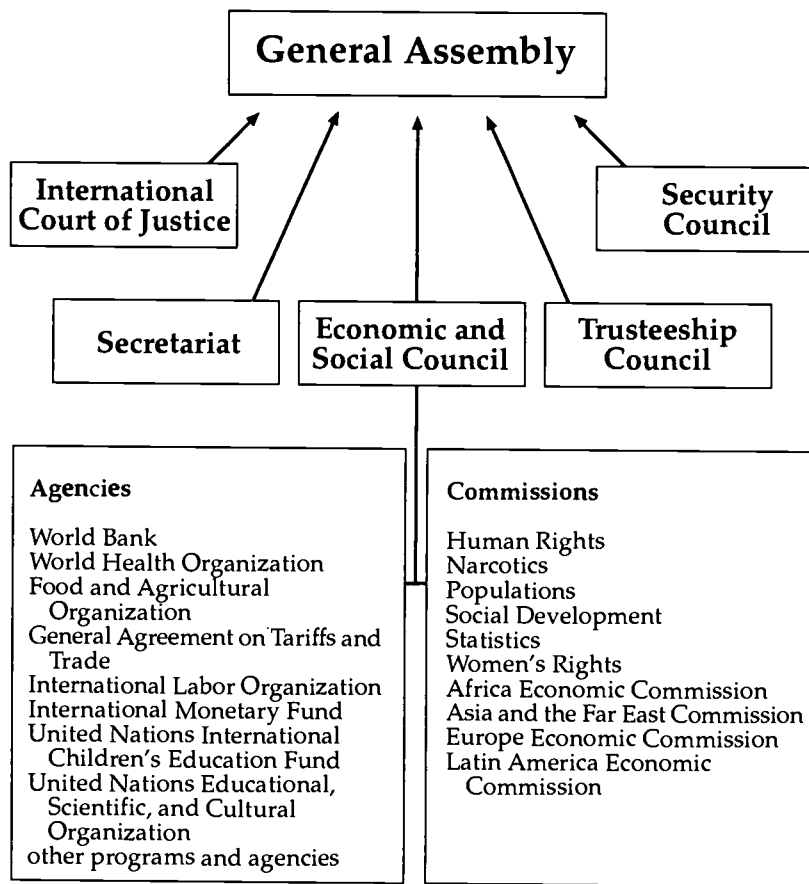 General Assembly
International
Court of Justice
Security
Council
Secretariat
Economic and
Social Council
Trusteeship
Council
Agencies
World Bank
World Health Organization
Food and Agricultural
Organization
General Agreement on Tariffs and
Trade
International Labor Organization
International Monetary Fund
United Nations International
Children's Education Fund
United Nations Educational,
Scientific, and Cultural
Organization
other programs and agencies
Commissions
Human Rights
Narcotics
Populations
Social Development
Statistics
Women's Rights
Africa Economic Commission
Asia and the Far East Commission
Europe Economic Commission
Latin America Economic
Commission